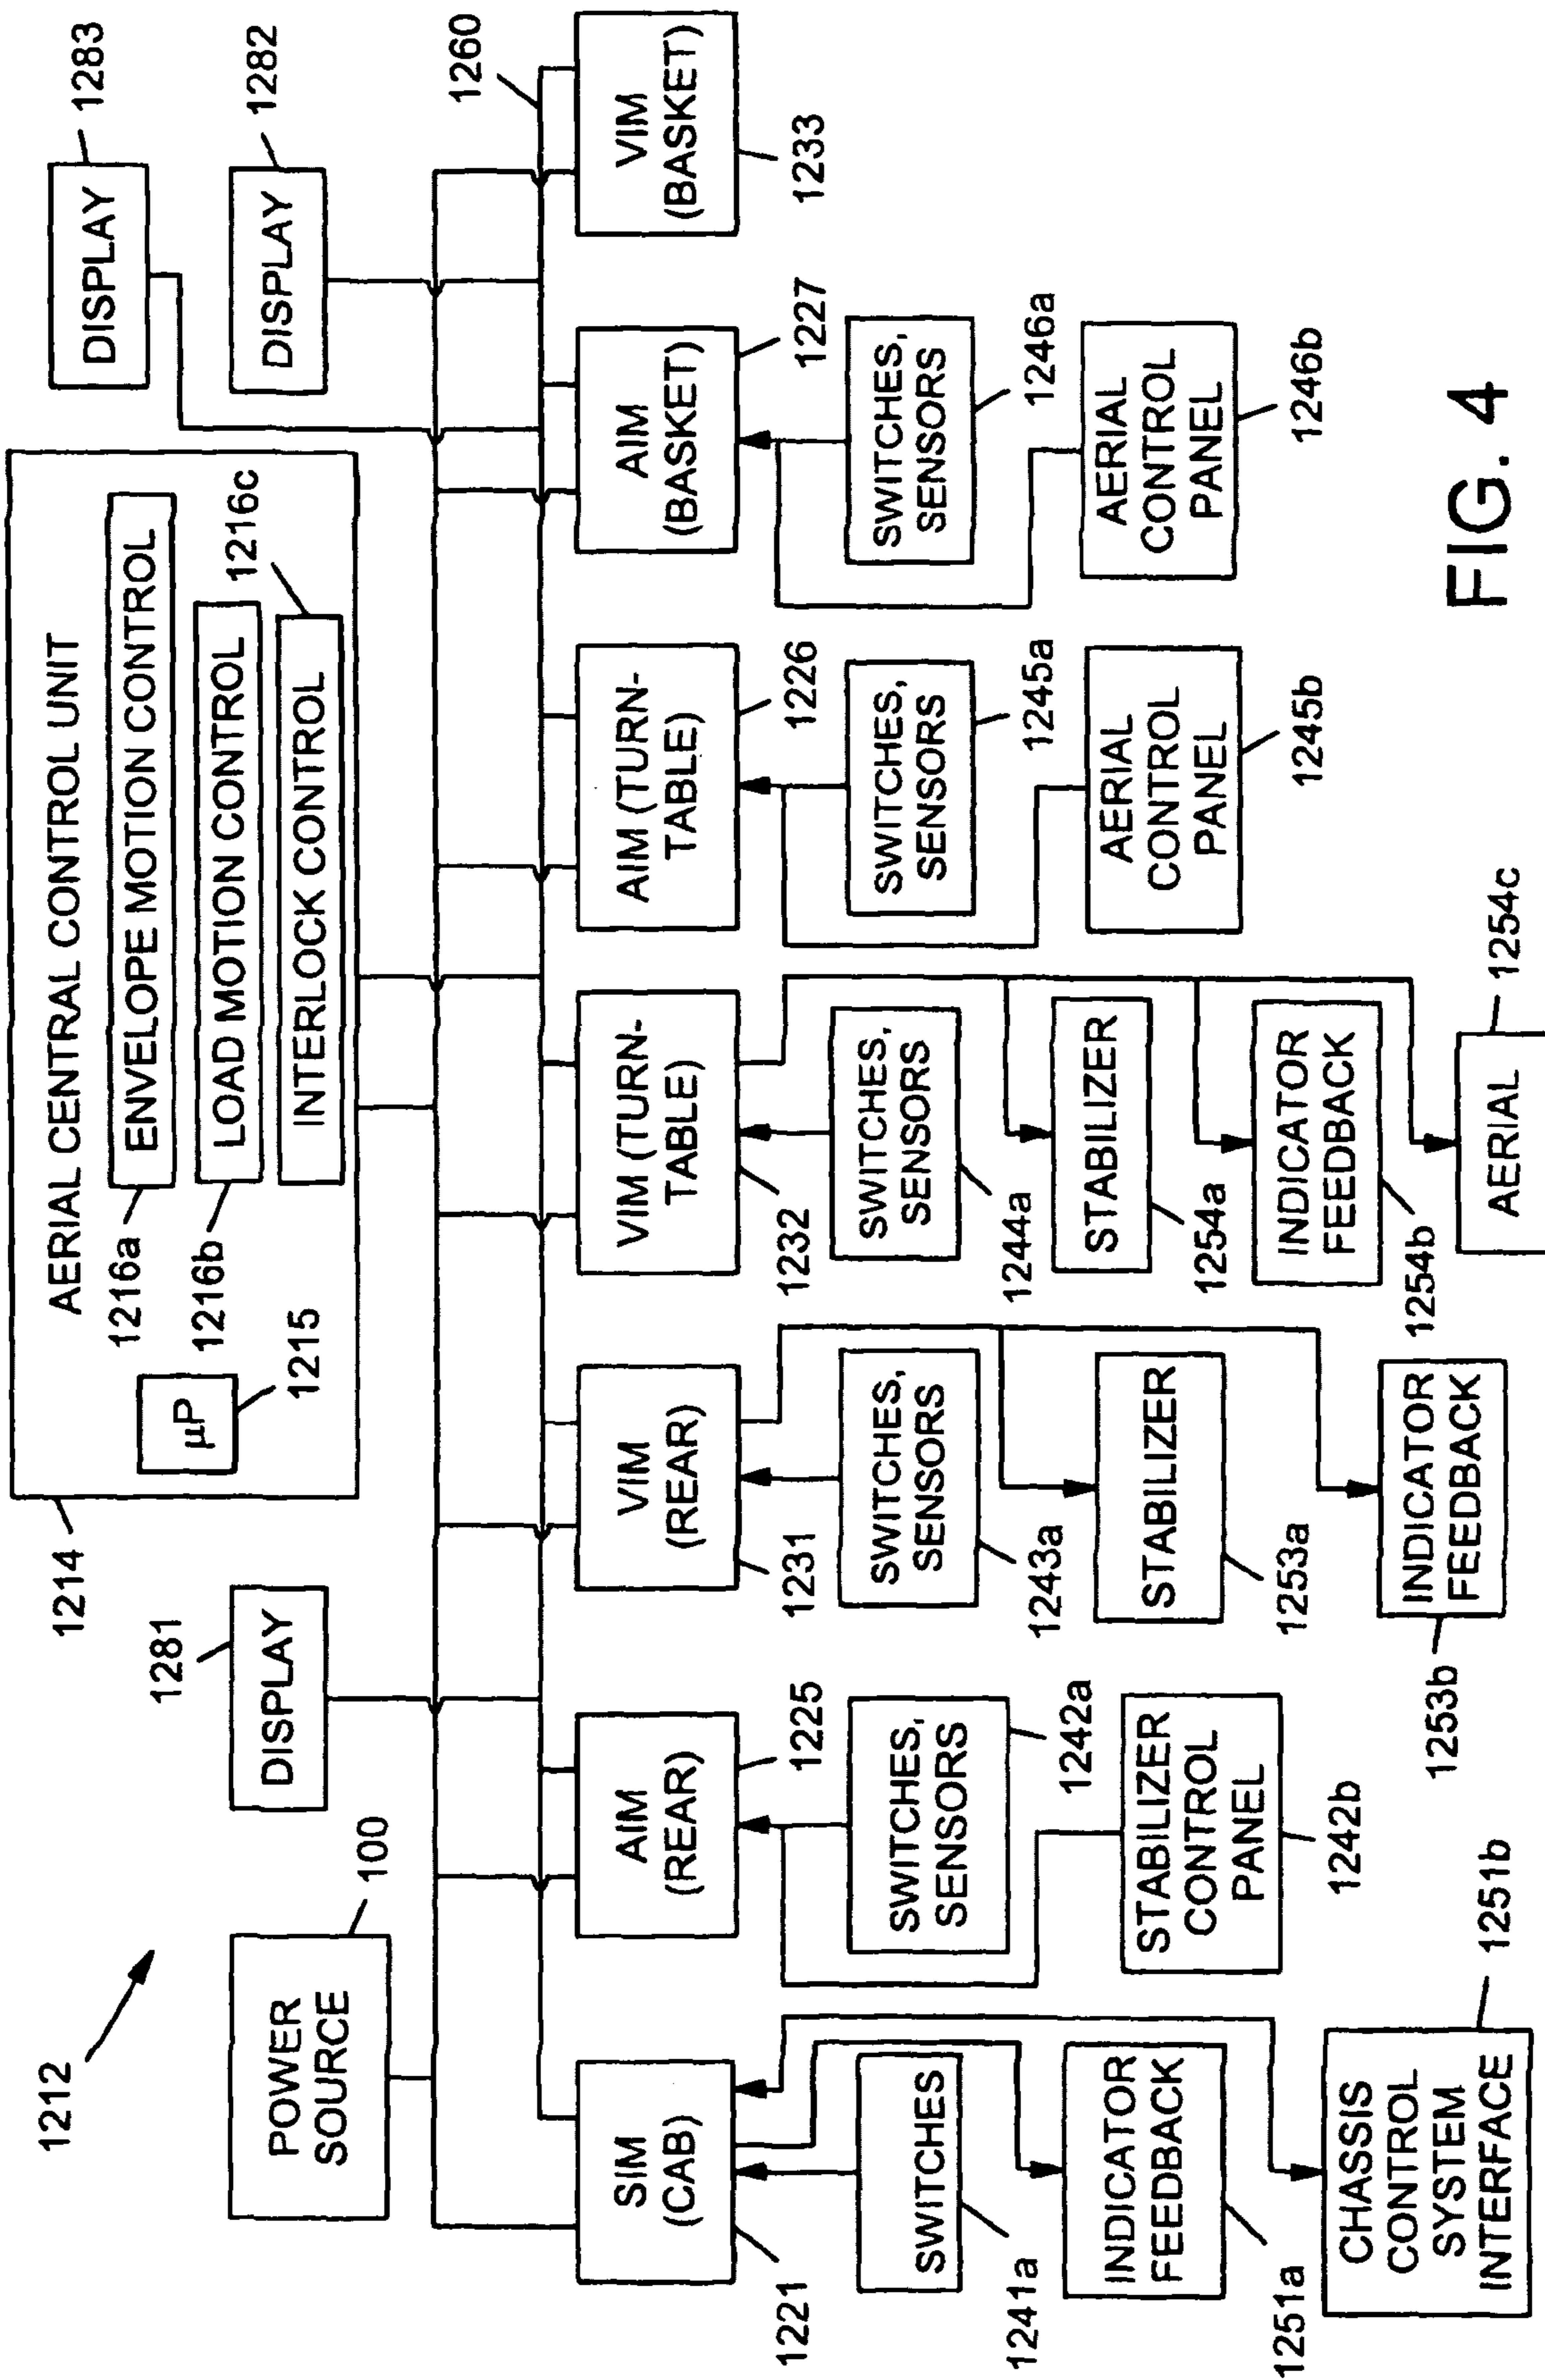 1212
POWER
SOURCE
100
DISPLAY
1281
1214
AERIAL CENTRAL CONTROL UNIT
µP
1215
1216a
ENVELOPE MOTION CONTROL
1216b
LOAD MOTION CONTROL
INTERLOCK CONTROL
1216c
DISPLAY
1283
DISPLAY
1282
1260
SIM
(CAB)
1221
SWITCHES
1241a
INDICATOR
FEEDBACK
1251a
CHASSIS
CONTROL
SYSTEM
INTERFACE
1251b
AIM
(REAR)
1225
SWITCHES,
SENSORS
1242a
STABILIZER
CONTROL
PANEL
1242b
VIM
(REAR)
1231
SWITCHES,
SENSORS
1243a
STABILIZER
1253a
INDICATOR
FEEDBACK
1253b
VIM (TURN-
TABLE)
1232
SWITCHES,
SENSORS
1244a
STABILIZER
1254a
INDICATOR
FEEDBACK
1254b
AERIAL
1254c
AIM (TURN-
TABLE)
1226
SWITCHES,
SENSORS
1245a
AERIAL
CONTROL
PANEL
1245b
AIM
(BASKET)
1227
SWITCHES,
SENSORS
1246a
AERIAL
CONTROL
PANEL
1246b
VIM
(BASKET)
1233
FIG. 4